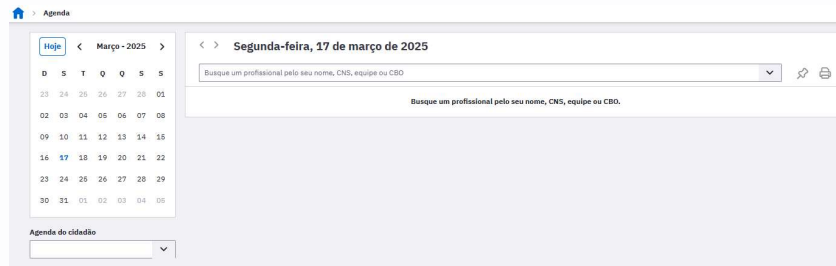 Agenda
Hoje
Março - 2025
D S T Q Q S S
23 24 25 26 27 28 01
02 03 04 05 06 07 08
09 10 11 12 13 14 15
16 17 18 19 20 21 22
23 24 25 26 27 28 29
30 31 01 02 03 04 05
Agenda do cidadão
Segunda-feira, 17 de março de 2025
Busque um profissional pelo seu nome, CNS, equipe ou CBO
Busque um profissional pelo seu nome, CNS, equipe ou CBO.